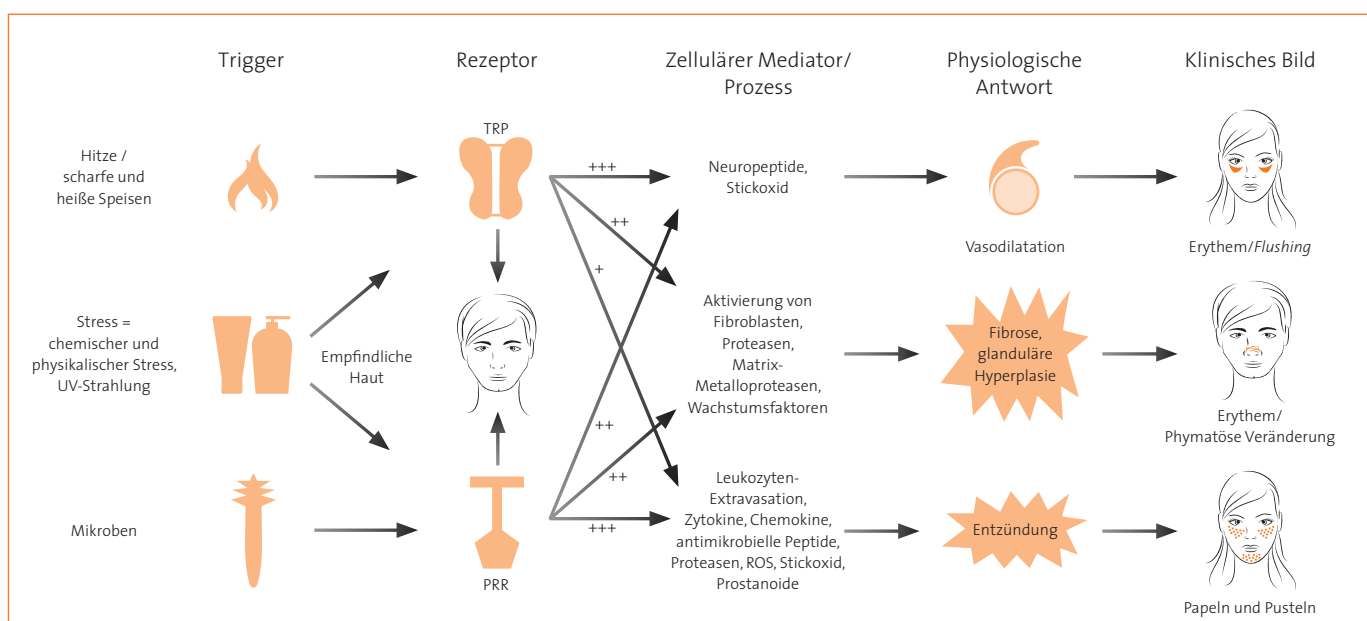 Trigger
Rezeptor
Zellulärer Mediator/
Prozess
Physiologische
Antwort
Klinisches Bild
Hitze /
scharfe und
heiße Speisen
TRP
+++
++
+
Neuropeptide,
Stickoxid
Vasodilatation
Erythem/Flushing
Stress =
chemischer und
physikalischer Stress,
UV-Strahlung
Empfindliche
Haut
Aktivierung von
Fibroblasten,
Proteasen,
Matrix-
Metalloproteasen,
Wachstumsfaktoren
Fibrose,
glanduläre
Hyperplasie
Erythem/
Phymatöse Veränderung
Mikroben
PRR
++
++
+++
Leukozyten-
Extravasation,
Zytokine, Chemokine,
antimikrobielle Peptide,
Proteasen, ROS, Stickoxid,
Prostanoide
Entzündung
Papeln und Pusteln